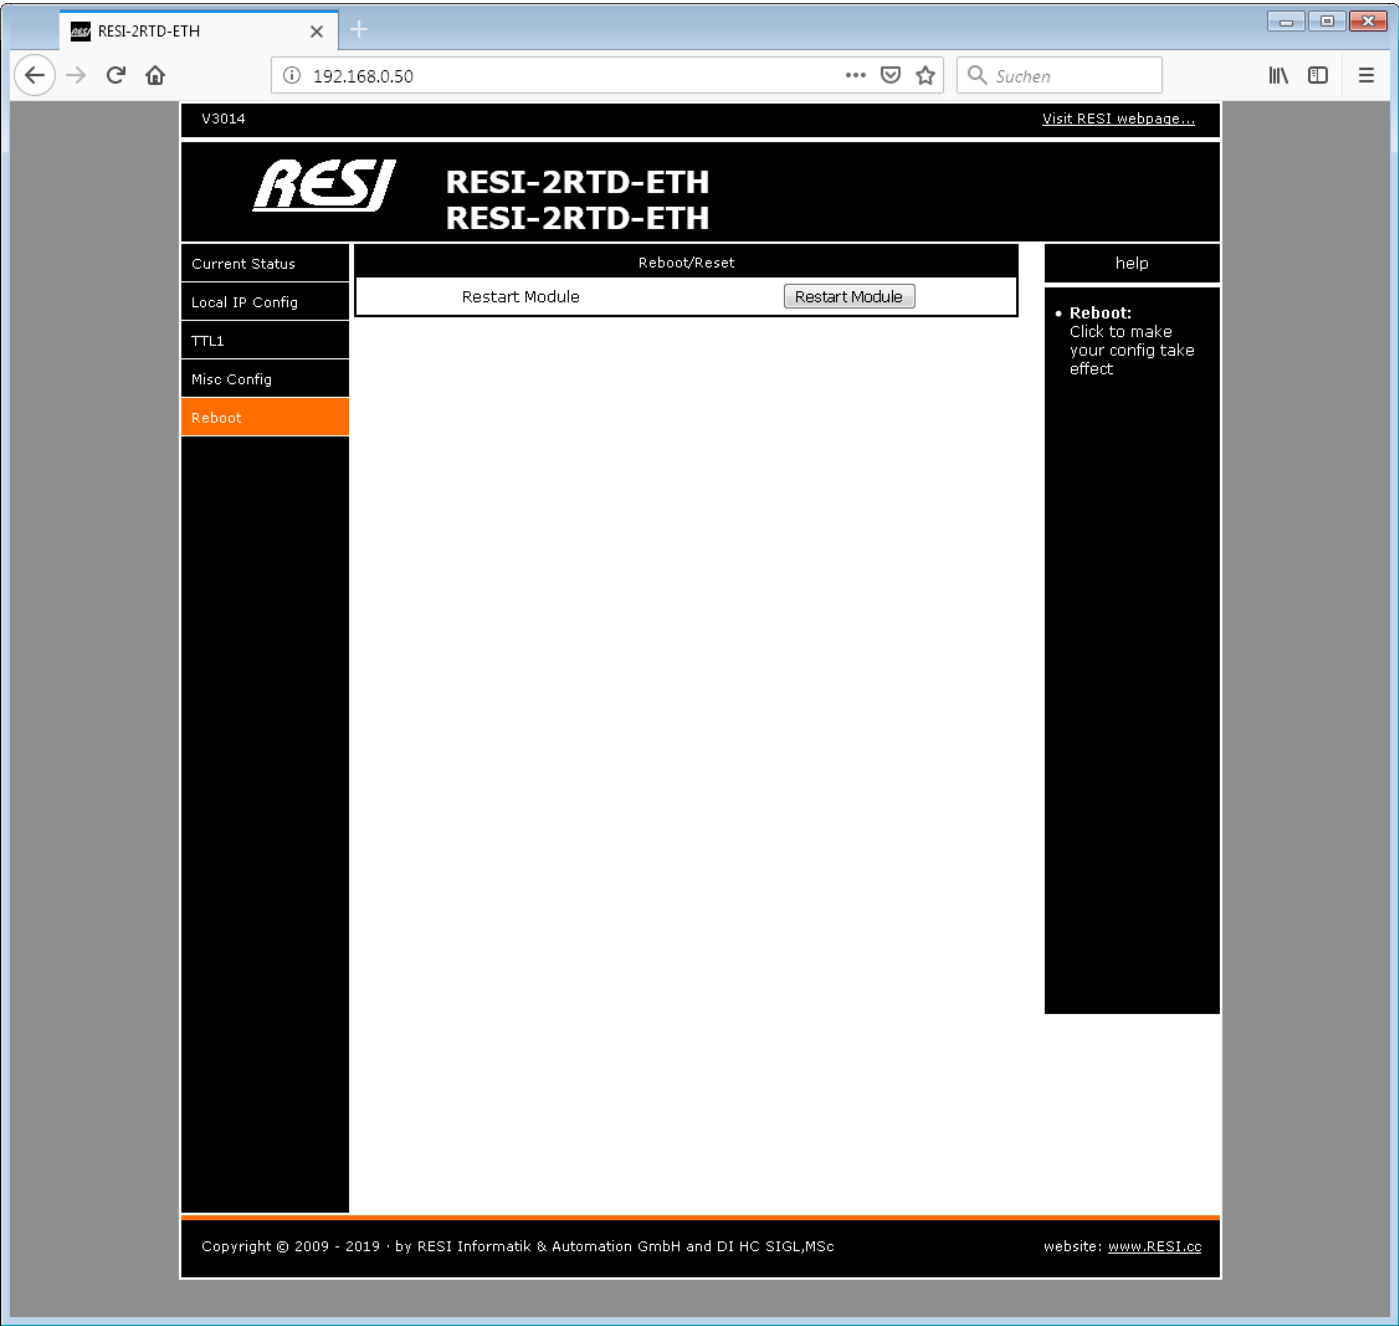 RESI RESI-2RTD-ETH
192.168.0.50
Suchen
V3014
Visit RESI webpage...
RESI
RESI-2RTD-ETH
RESI-2RTD-ETH
Current Status
Local IP Config
TTL1
Misc Config
Reboot
Reboot/Reset
Restart Module
Restart Module
help
• Reboot:
Click to make
your config take
effect
Copyright © 2009 - 2019 · by RESI Informatik & Automation GmbH and DI HC SIGL,MSc
website: www.RESI.cc